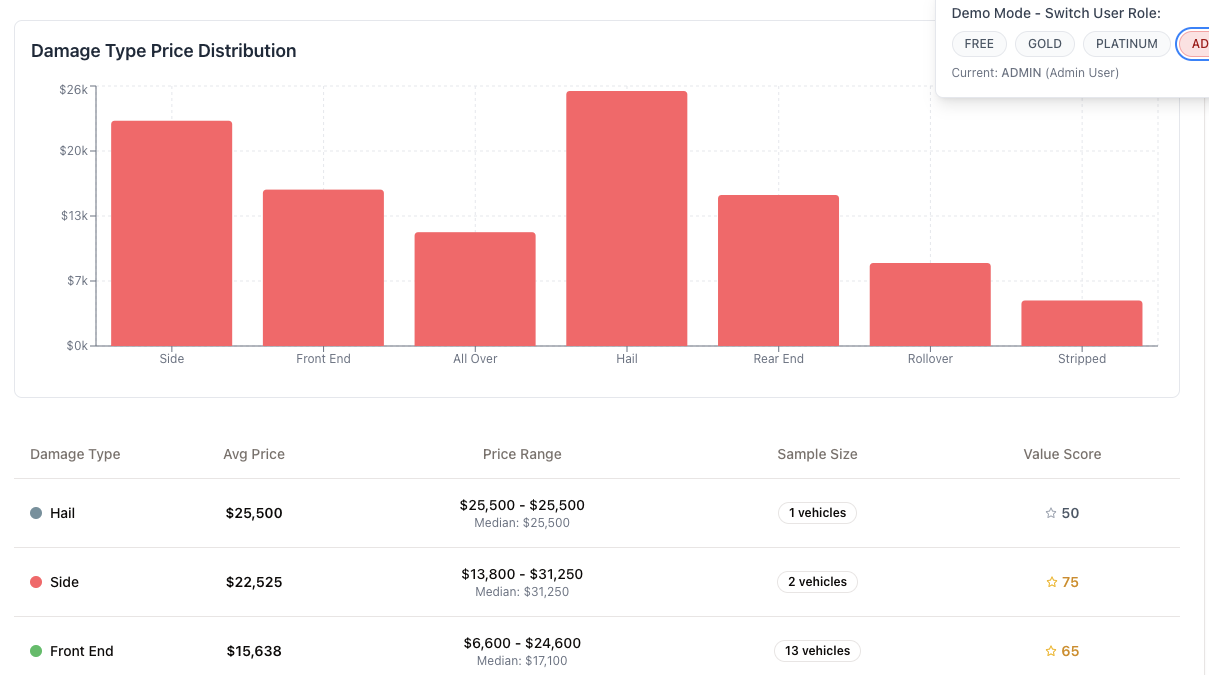 Demo Mode - Switch User Role:
FREE GOLD PLATINUM AD
Current: ADMIN (Admin User)
Damage Type Price Distribution
$26k
$20k
$13k
$7k
$0k
Side Front End All Over Hail Rear End Rollover Stripped
Damage Type Avg Price Price Range Sample Size Value Score
Hail $25,500 $25,500 - $25,500 1 vehicles 50
Median: $25,500
Side $22,525 $13,800 - $31,250 2 vehicles 75
Median: $31,250
Front End $15,638 $6,600 - $24,600 13 vehicles 65
Median: $17,100